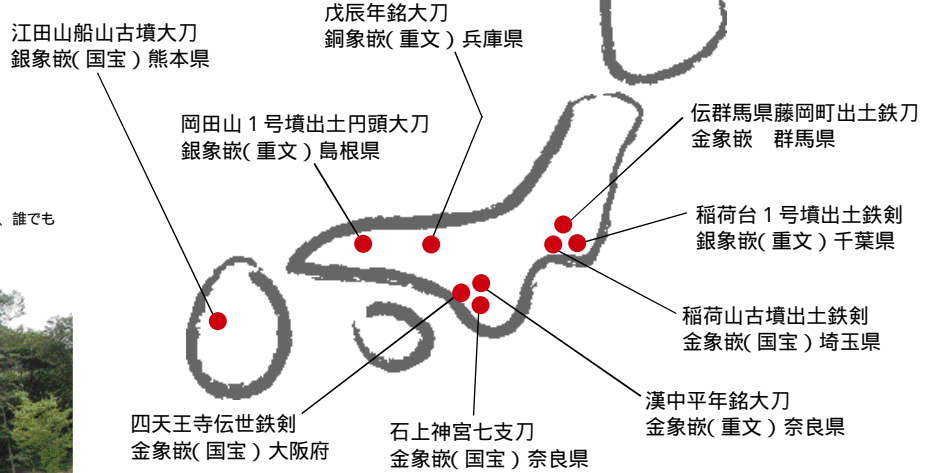 戊辰年銘大刀
銅象嵌(重文)兵庫県
江田山船山古墳大刀
銀象嵌(国宝)熊本県
岡田山１号墳出土円頭大刀
銀象嵌(重文)島根県
伝群馬県藤岡町出土鉄刀
金象嵌　群馬県
、誰でも
稲荷台１号墳出土鉄剣
銀象嵌(重文)千葉県
稲荷山古墳出土鉄剣
金象嵌(国宝)埼玉県
漢中平年銘大刀
金象嵌(重文)奈良県
四天王寺伝世鉄剣
金象嵌(国宝)大阪府
石上神宮七支刀
金象嵌(国宝)奈良県